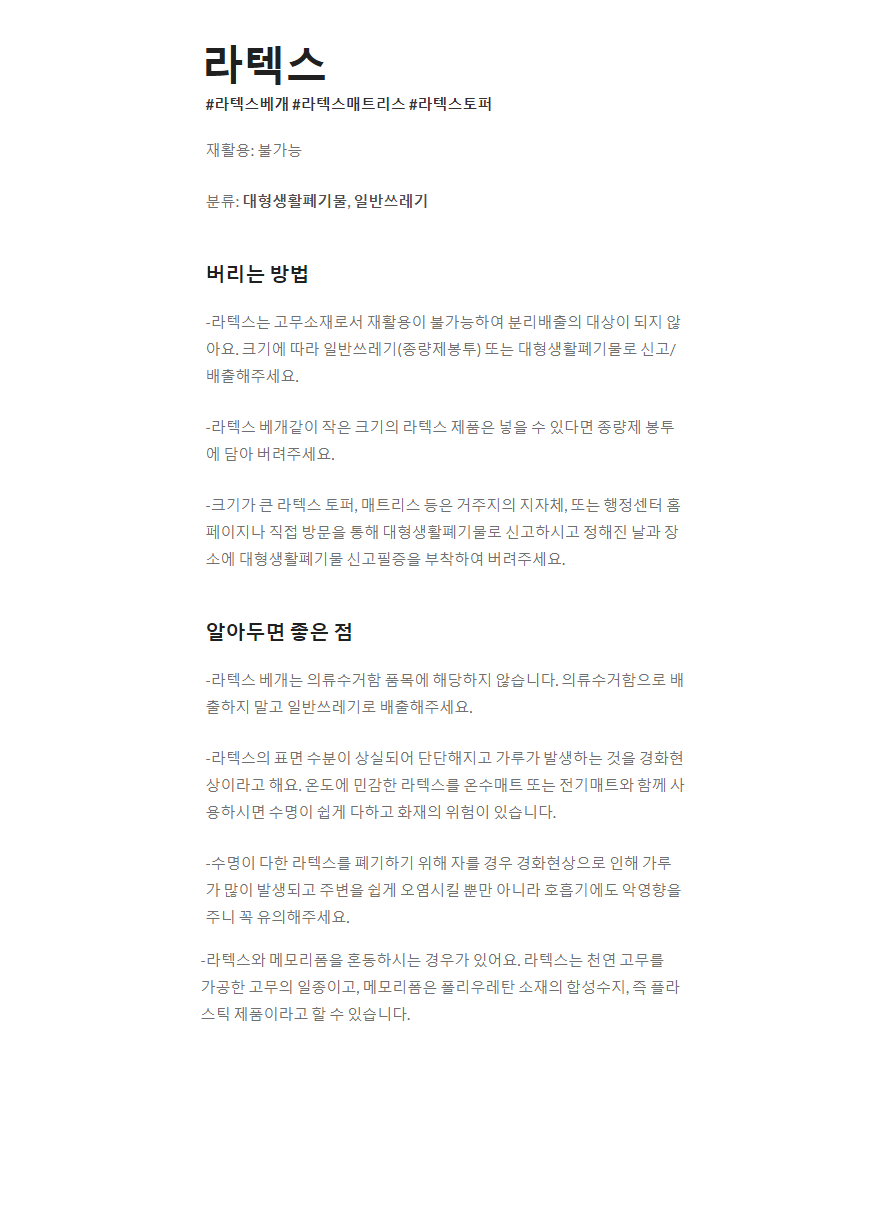 라텍스
#라텍스베개 #라텍스매트리스 #라텍스토퍼
재활용: 불가능
분류: 대형생활폐기물, 일반쓰레기
버리는 방법
-라텍스는 고무소재로서 재활용이 불가능하여 분리배출의 대상이 되지 않
아요. 크기에 따라 일반쓰레기(종량제봉투) 또는 대형생활폐기물로 신고/
배출해주세요.
-라텍스 베개같이 작은 크기의 라텍스 제품은 넣을 수 있다면 종량제 봉투
에 담아 버려주세요.
-크기가 큰 라텍스 토퍼, 매트리스 등은 거주지의 지자체, 또는 행정센터 홈
페이지나 직접 방문을 통해 대형생활폐기물로 신고하시고 정해진 날과 장
소에 대형생활폐기물 신고필증을 부착하여 버려주세요.
알아두면 좋은 점
-라텍스 베개는 의류수거함 품목에 해당하지 않습니다. 의류수거함으로 배
출하지 말고 일반쓰레기로 배출해주세요.
-라텍스의 표면 수분이 상실되어 단단해지고 가루가 발생하는 것을 경화현
상이라고 해요. 온도에 민감한 라텍스를 온수매트 또는 전기매트와 함께 사
용하시면 수명이 쉽게 다하고 화재의 위험이 있습니다.
-수명이 다한 라텍스를 폐기하기 위해 자를 경우 경화현상으로 인해 가루
가 많이 발생되고 주변을 쉽게 오염시킬 뿐만 아니라 호흡기에도 악영향을
주니 꼭 유의해주세요.
-라텍스와 메모리폼을 혼동하시는 경우가 있어요. 라텍스는 천연 고무를
가공한 고무의 일종이고, 메모리폼은 폴리우레탄 소재의 합성수지, 즉 플라
스틱 제품이라고 할 수 있습니다.